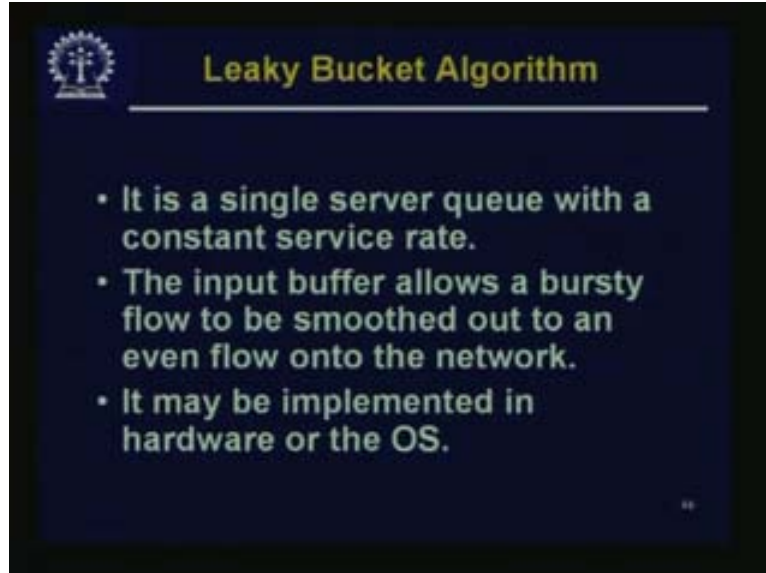 Leaky Bucket Algorithm
• It is a single server queue with a
constant service rate.
• The input buffer allows a bursty
flow to be smoothed out to an
even flow onto the network.
• It may be implemented in
hardware or the OS.